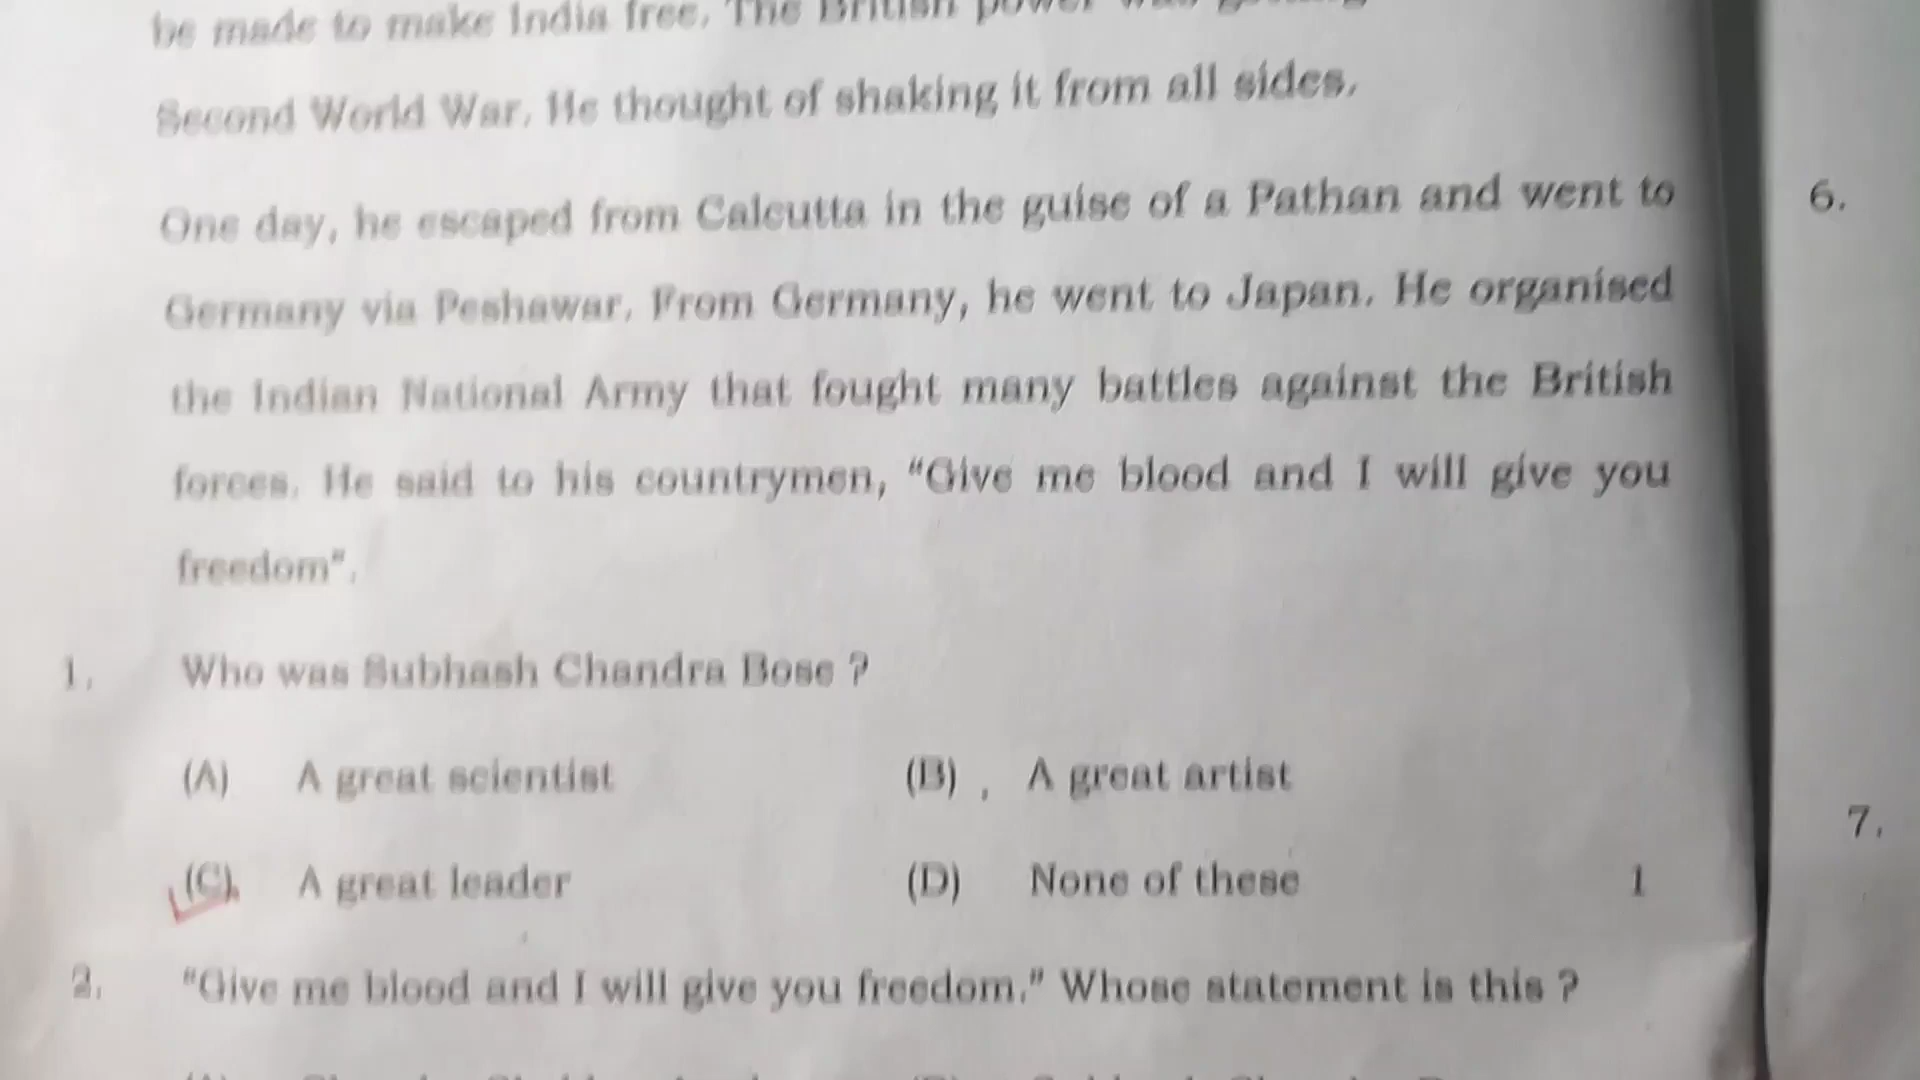 be made to make India free. The British power was getting
Second World War. He thought of shaking it from all sides.
One day, he escaped from Calcutta in the guise of a Pathan and went to
Germany via Peshawar. From Germany, he went to Japan. He organised
the Indian National Army that fought many battles against the British
forces. He said to his countrymen, "Give me blood and I will give you
freedom".
1. Who was Subhash Chandra Bose ?
(A) A great scientist (B) , A great artist
(C) A great leader (D) None of these 1
2. "Give me blood and I will give you freedom." Whose statement is this ?
6.
7.